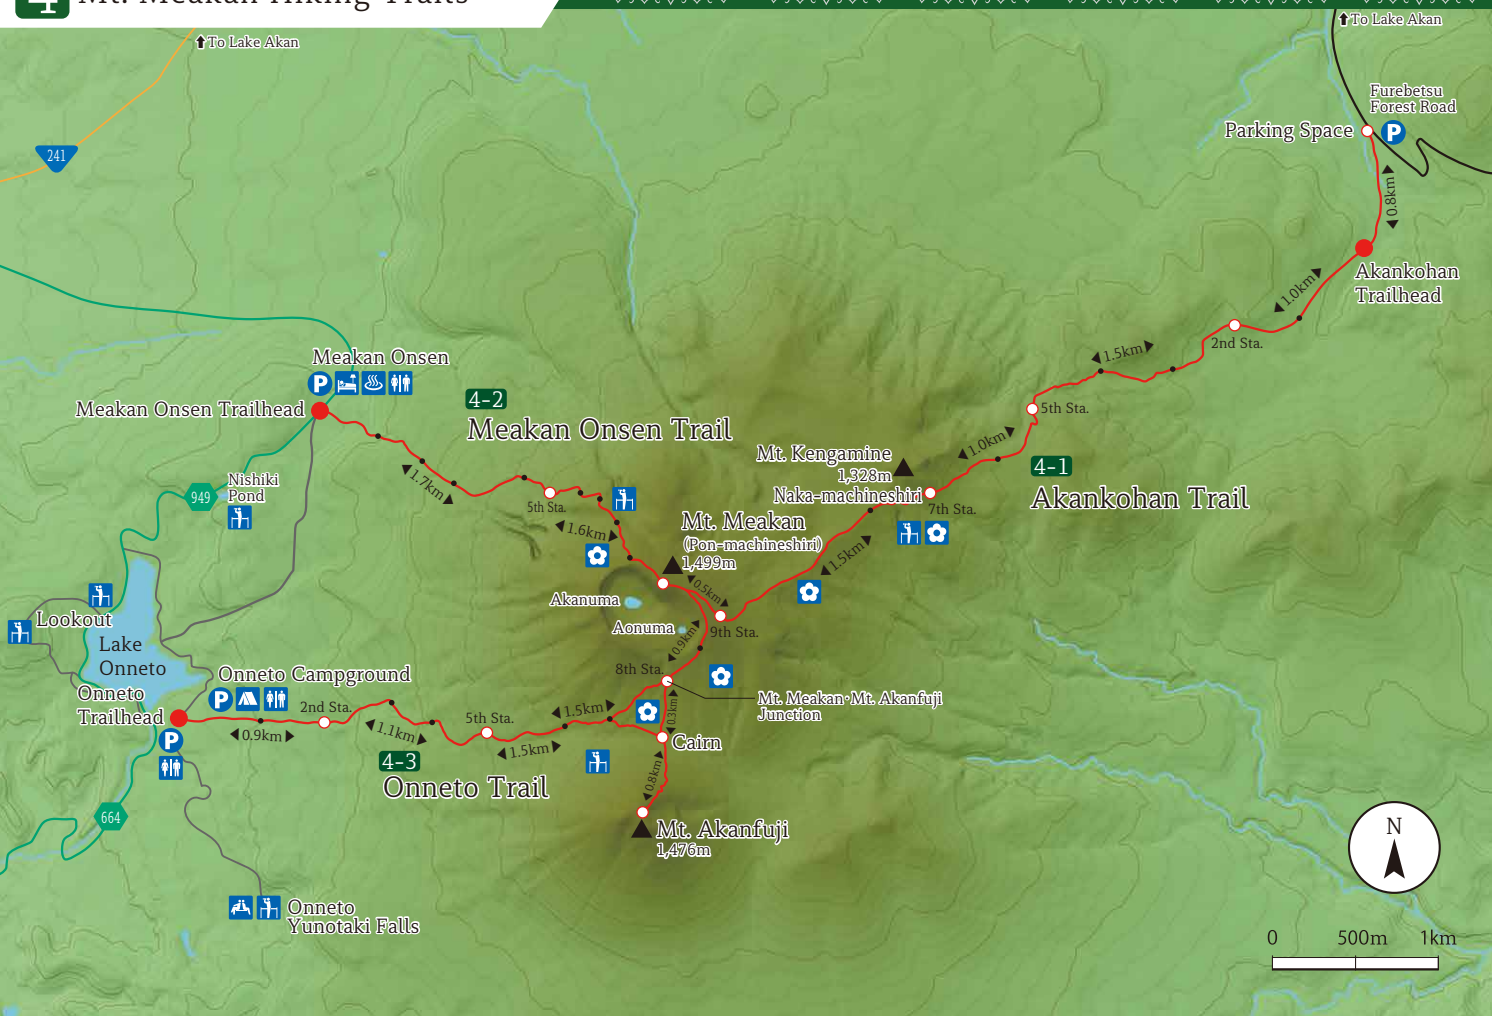 4 Mt. Meakan Hiking Trails
To Lake Akan
To Lake Akan
Furebetsu
Forest Road
Parking Space
P
241
0.8km
Akankohan
Trailhead
1.0km
2nd Sta.
1.5km
Meakan Onsen
P
Meakan Onsen Trailhead
4-2
Meakan Onsen Trail
5th Sta.
1.0km
Mt. Kengamine
1,328m
4-1
Akankohan Trail
Naka-machineshiri
7th Sta.
1.7km
Nishiki
Pond
949
5th Sta.
1.6km
Mt. Meakan
(Pon-machineshiri)
1,499m
1.5km
0.5km
Akanuma
Aonuma
9th Sta.
0.9km
Lookout
Lake
Onneto
8th Sta.
Onneto Campground
P
Onneto
Trailhead
P
2nd Sta.
0.9km
1.1km
5th Sta.
1.5km
1.5km
0.3km
Mt. Meakan·Mt. Akanfuji
Junction
Cairn
4-3
Onneto Trail
0.8km
664
Mt. Akanfuji
1,476m
N
Onneto
Yunotaki Falls
0 500m 1km